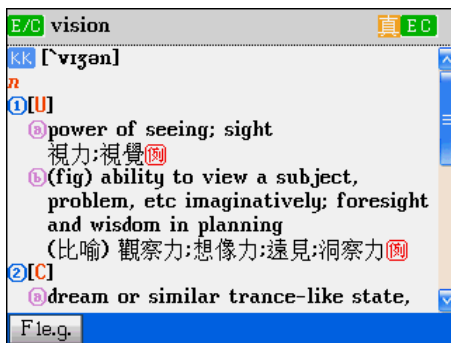 E/C vision 真 EC
KK [ˋvɪʒən]
n
①[U]
ⓐpower of seeing; sight
視力;視覺例
ⓑ(fig) ability to view a subject,
problem, etc imaginatively; foresight
and wisdom in planning
(比喻) 觀察力;想像力;遠見;洞察力例
②[C]
ⓐdream or similar trance-like state,
F1e.g.